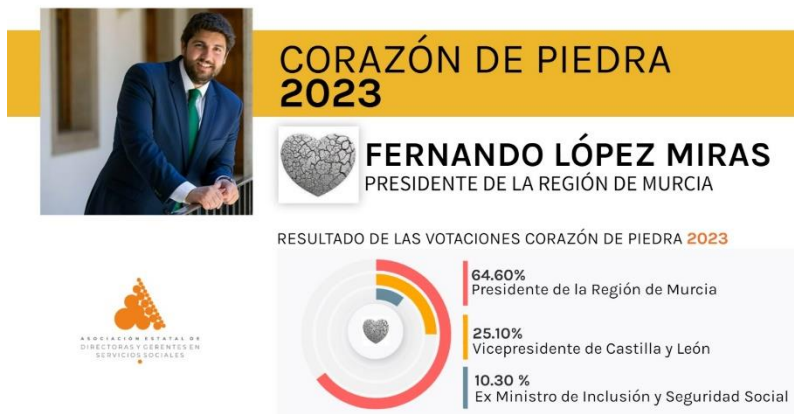 CORAZÓN DE PIEDRA
2023
FERNANDO LÓPEZ MIRAS
PRESIDENTE DE LA REGIÓN DE MURCIA
RESULTADO DE LAS VOTACIONES CORAZÓN DE PIEDRA 2023
64.60%
Presidente de la Región de Murcia
25.10%
Vicepresidente de Castilla y León
10.30 %
Ex Ministro de Inclusión y Seguridad Social
ASOCIACIÓN ESTATAL DE
DIRECTORAS Y GERENTES EN
SERVICIOS SOCIALES